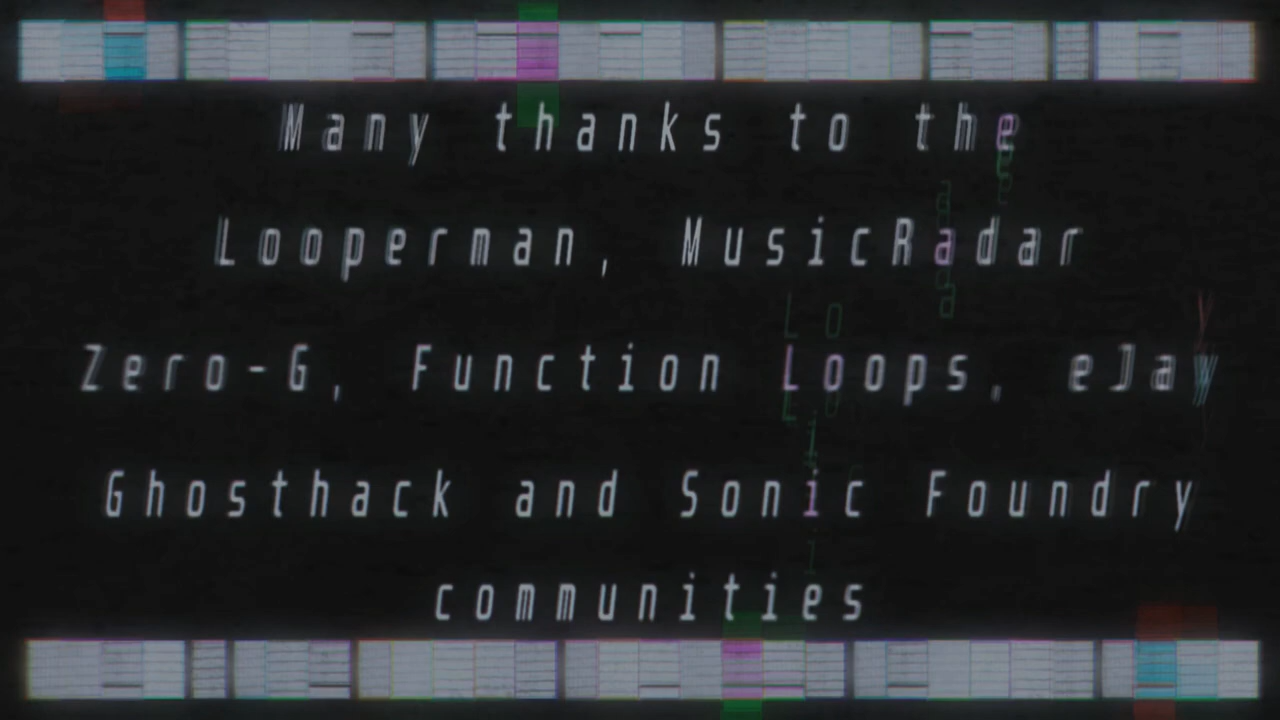 Many thanks to the
Looperman, MusicRadar
Zero-G, Function Loops, eJay
Ghosthack and Sonic Foundry
communities